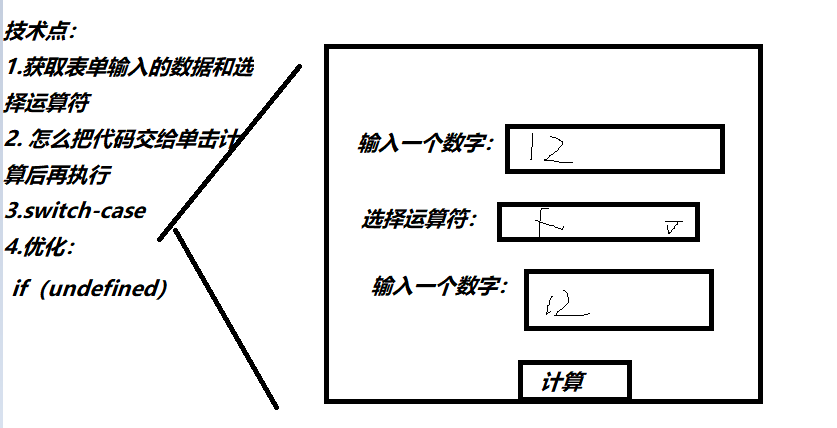 技术点：
1.获取表单输入的数据和选
择运算符
2. 怎么把代码交给单击计
算后再执行
3.switch-case
4.优化：
if（undefined）
输入一个数字： 12
选择运算符： +
输入一个数字： 12
计算